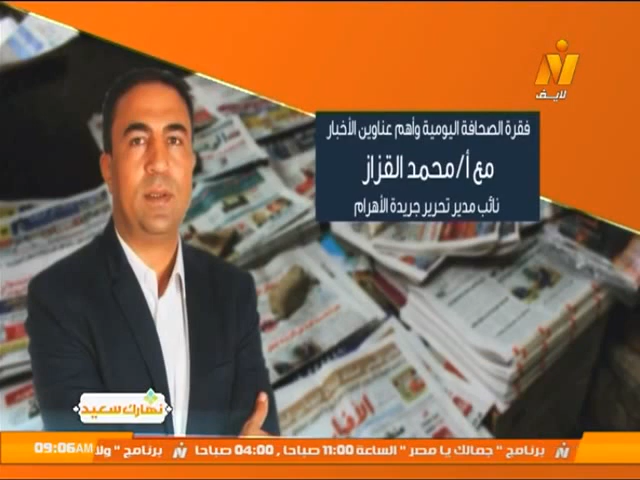 لايف
فقرة الصحافة اليومية وأهم عناوين الأخبار
مع أ/محمد القزاز
نائب مدير تحرير جريدة الأهرام
نهارك سعيد
برنامج " جمالك يا مصر " الساعة 11:00 صباحا , 04:00 صباحا برنامج " ولا
09:06AM